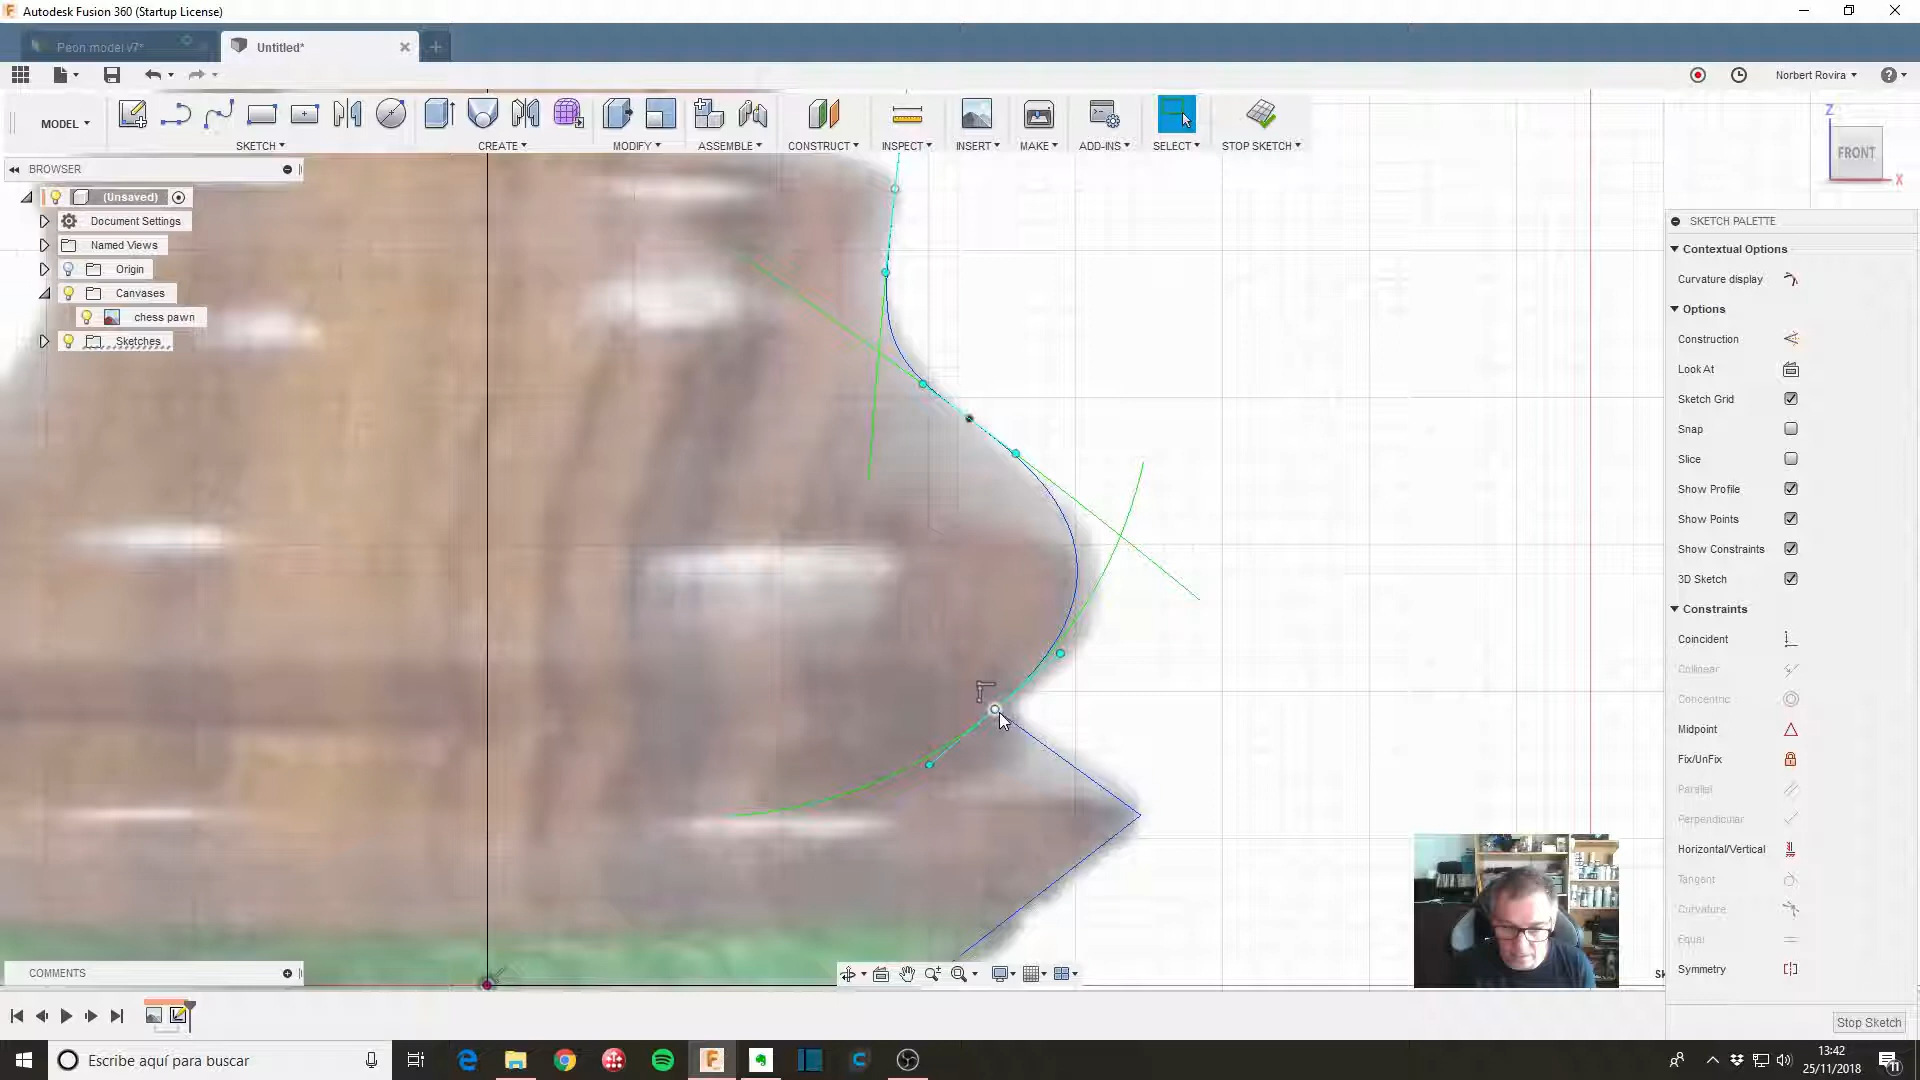 Autodesk Fusion 360 (Startup License)
Peon model v7*
Untitled*
Norbert Rovira
MODEL
SKETCH
CREATE
MODIFY
ASSEMBLE
CONSTRUCT
INSPECT
INSERT
MAKE
ADD-INS
SELECT
STOP SKETCH
BROWSER
(Unsaved)
Document Settings
Named Views
Origin
Canvases
chess pawn
Sketches
Z
FRONT
X
SKETCH PALETTE
Contextual Options
Curvature display
Options
Construction
Look At
Sketch Grid
Snap
Slice
Show Profile
Show Points
Show Constraints
3D Sketch
Constraints
Coincident
Collinear
Concentric
Midpoint
Fix/UnFix
Parallel
Perpendicular
Horizontal/Vertical
Tangent
Curvature
Equal
Symmetry
COMMENTS
Stop Sketch
Escribe aquí para buscar
13:42
25/11/2018
11